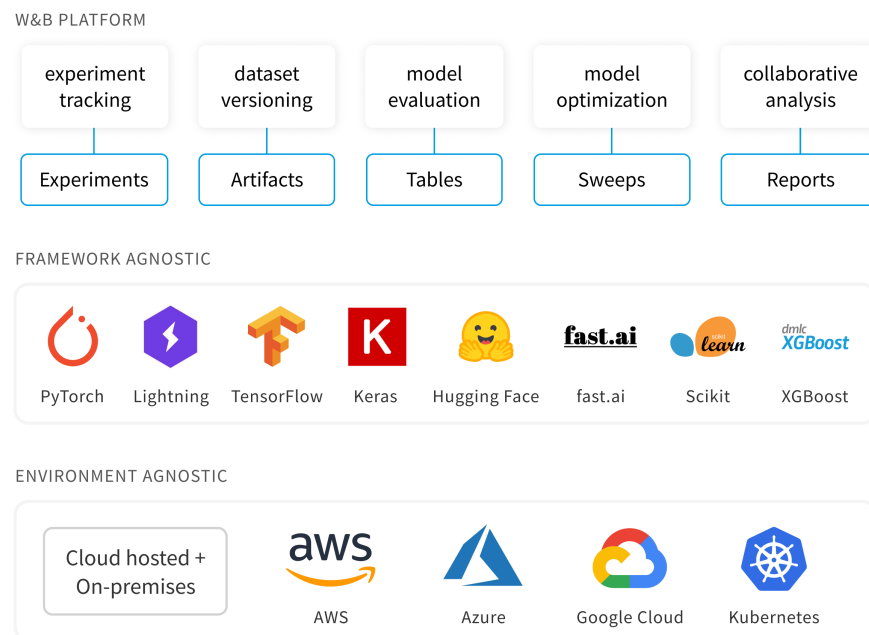 W&B PLATFORM
experiment
tracking
dataset
versioning
model
evaluation
model
optimization
collaborative
analysis
Experiments
Artifacts
Tables
Sweeps
Reports
FRAMEWORK AGNOSTIC
K
fast.ai
scikit
learn
dmlc
XGBoost
PyTorch
Lightning
TensorFlow
Keras
Hugging Face
fast.ai
Scikit
XGBoost
ENVIRONMENT AGNOSTIC
Cloud hosted +
On-premises
aws
AWS
Azure
Google Cloud
Kubernetes